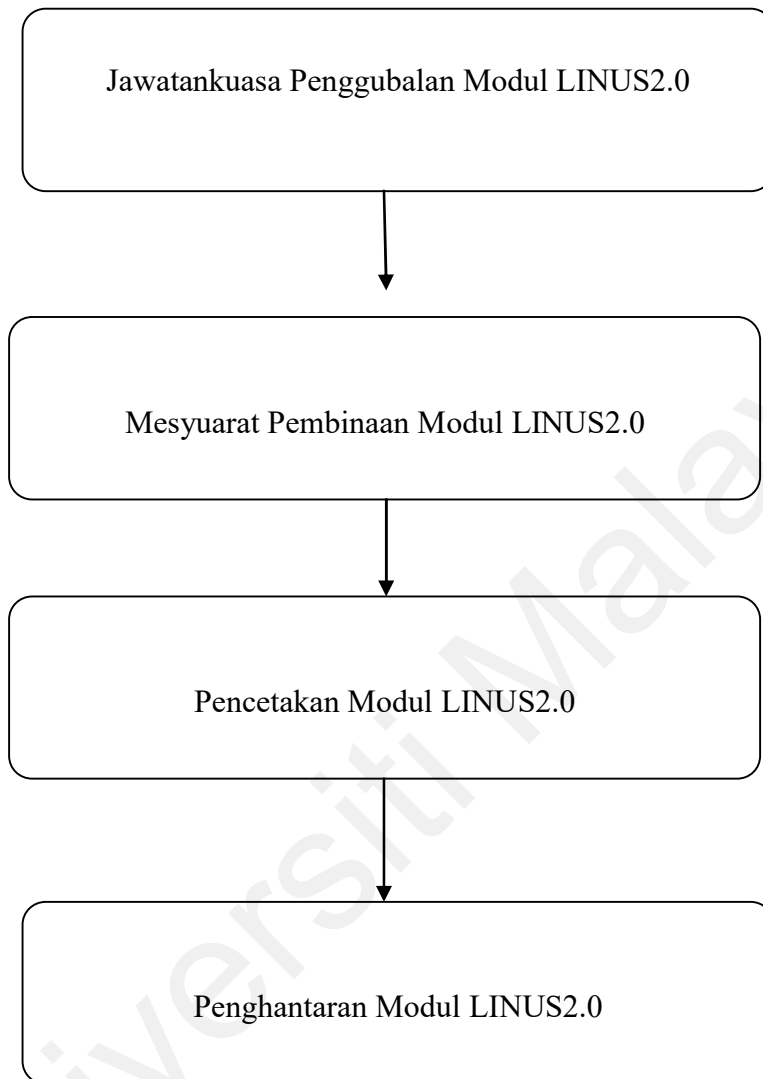 Jawatankuasa Penggubalan Modul LINUS2.0
Mesyuarat Pembinaan Modul LINUS2.0
Pencetakan Modul LINUS2.0
Penghantaran Modul LINUS2.0